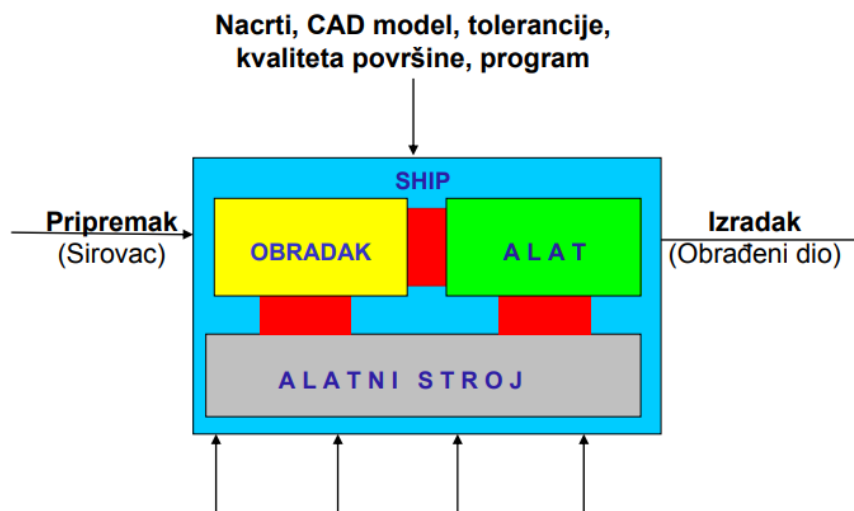 Nacrti, CAD model, tolerancije,
kvaliteta površine, program
SHIP
Pripremak
(Sirovac)
OBRADAK
A L A T
Izradak
(Obrađeni dio)
A L A T N I  S T R O J